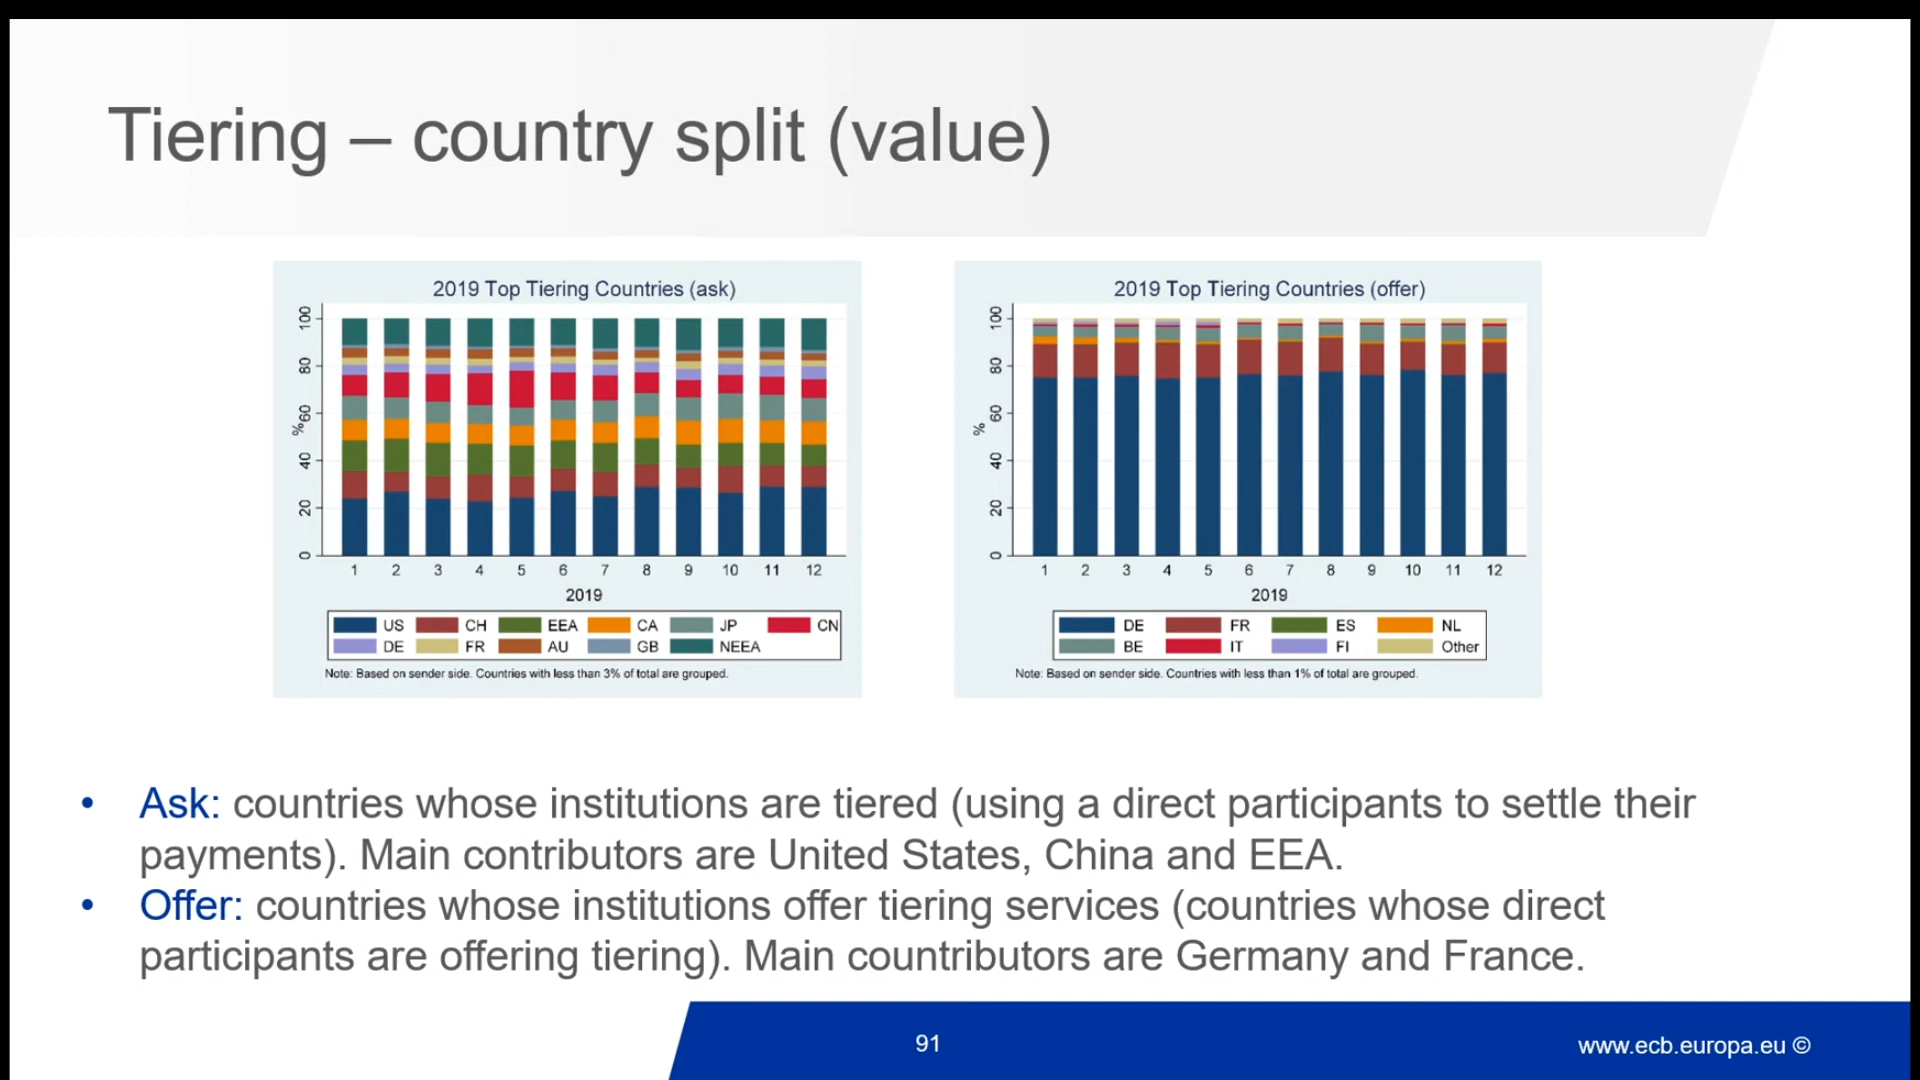 Tiering – country split (value)
2019 Top Tiering Countries (ask)
%
100
80
60
40
20
0
1 2 3 4 5 6 7 8 9 10 11 12
2019
US CH EEA CA JP CN
DE FR AU GB NEEA
Note: Based on sender side. Countries with less than 3% of total are grouped.
2019 Top Tiering Countries (offer)
%
100
80
60
40
20
0
1 2 3 4 5 6 7 8 9 10 11 12
2019
DE FR ES NL
BE IT FI Other
Note: Based on sender side. Countries with less than 1% of total are grouped.
• Ask: countries whose institutions are tiered (using a direct participants to settle their
payments). Main contributors are United States, China and EEA.
• Offer: countries whose institutions offer tiering services (countries whose direct
participants are offering tiering). Main countributors are Germany and France.
91
www.ecb.europa.eu ©